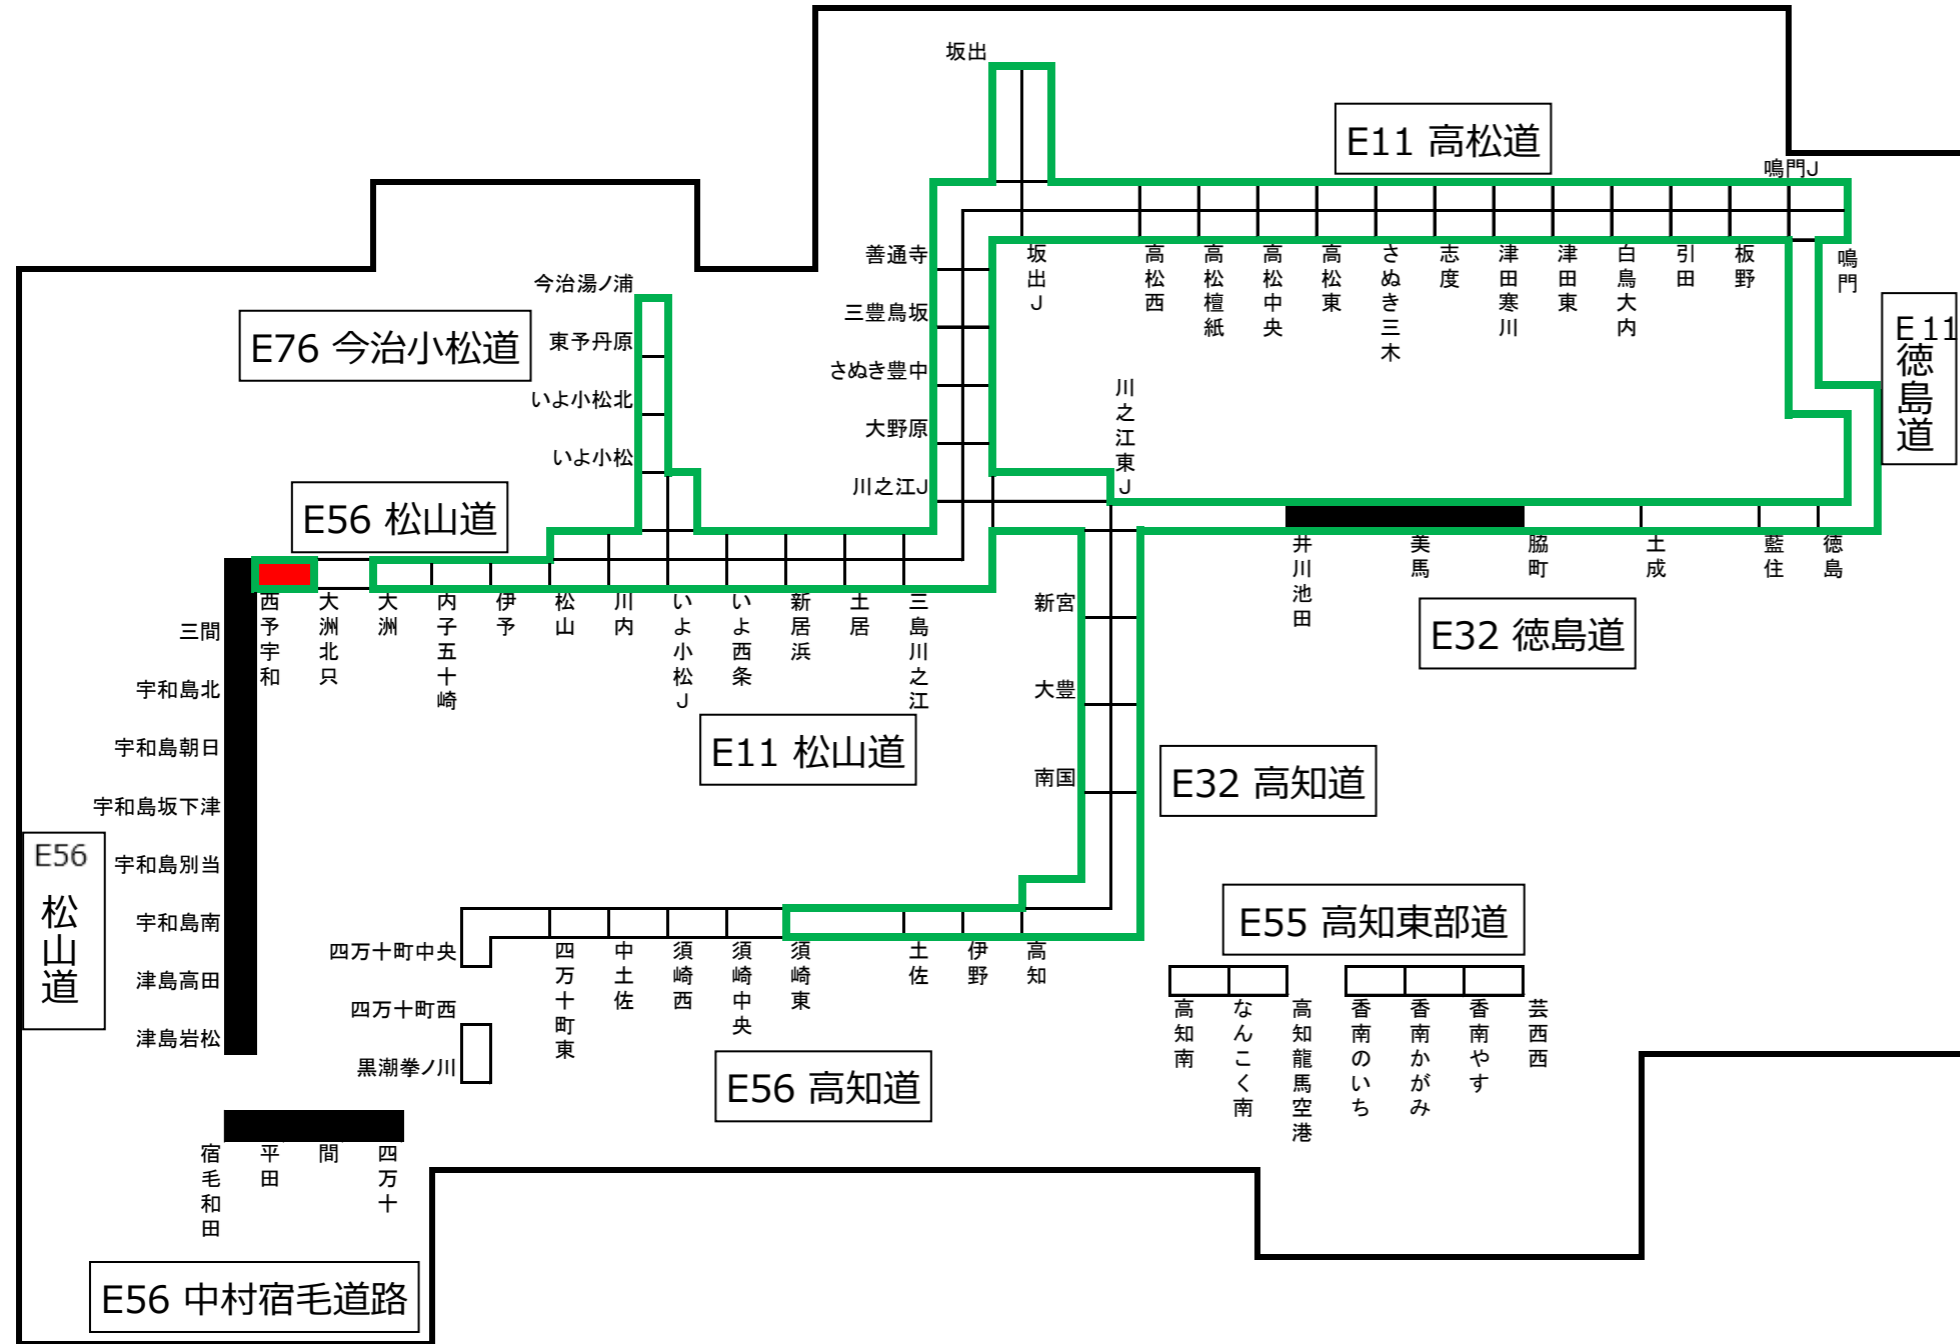 坂出
E11 高松道
鳴門J
善通寺
三豊鳥坂
さぬき豊中
大野原
川之江J
坂出J
高松西
高松檀紙
高松中央
高松東
さぬき三木
志度
津田寒川
津田東
白鳥大内
引田
板野
鳴門
E11
徳島道
今治湯ノ浦
東予丹原
いよ小松北
いよ小松
E76 今治小松道
川之江東J
E56 松山道
西予宇和
大洲北只
大洲
内子五十崎
伊予
松山
川内
いよ小松J
いよ西条
新居浜
土居
三島川之江
井川池田
美馬
脇町
土成
藍住
徳島
E32 徳島道
新宮
大豊
南国
三間
宇和島北
宇和島朝日
宇和島坂下津
宇和島別当
宇和島南
津島高田
津島岩松
E56
松山道
E11 松山道
E32 高知道
四万十町中央
四万十町西
黒潮拳ノ川
四万十町東
中土佐
須崎西
須崎中央
須崎東
土佐
伊野
高知
E55 高知東部道
高知南
なんこく南
高知龍馬空港
香南のいち
香南かがみ
香南やす
芸西西
E56 高知道
宿毛和田
平田
間
四万十
E56 中村宿毛道路